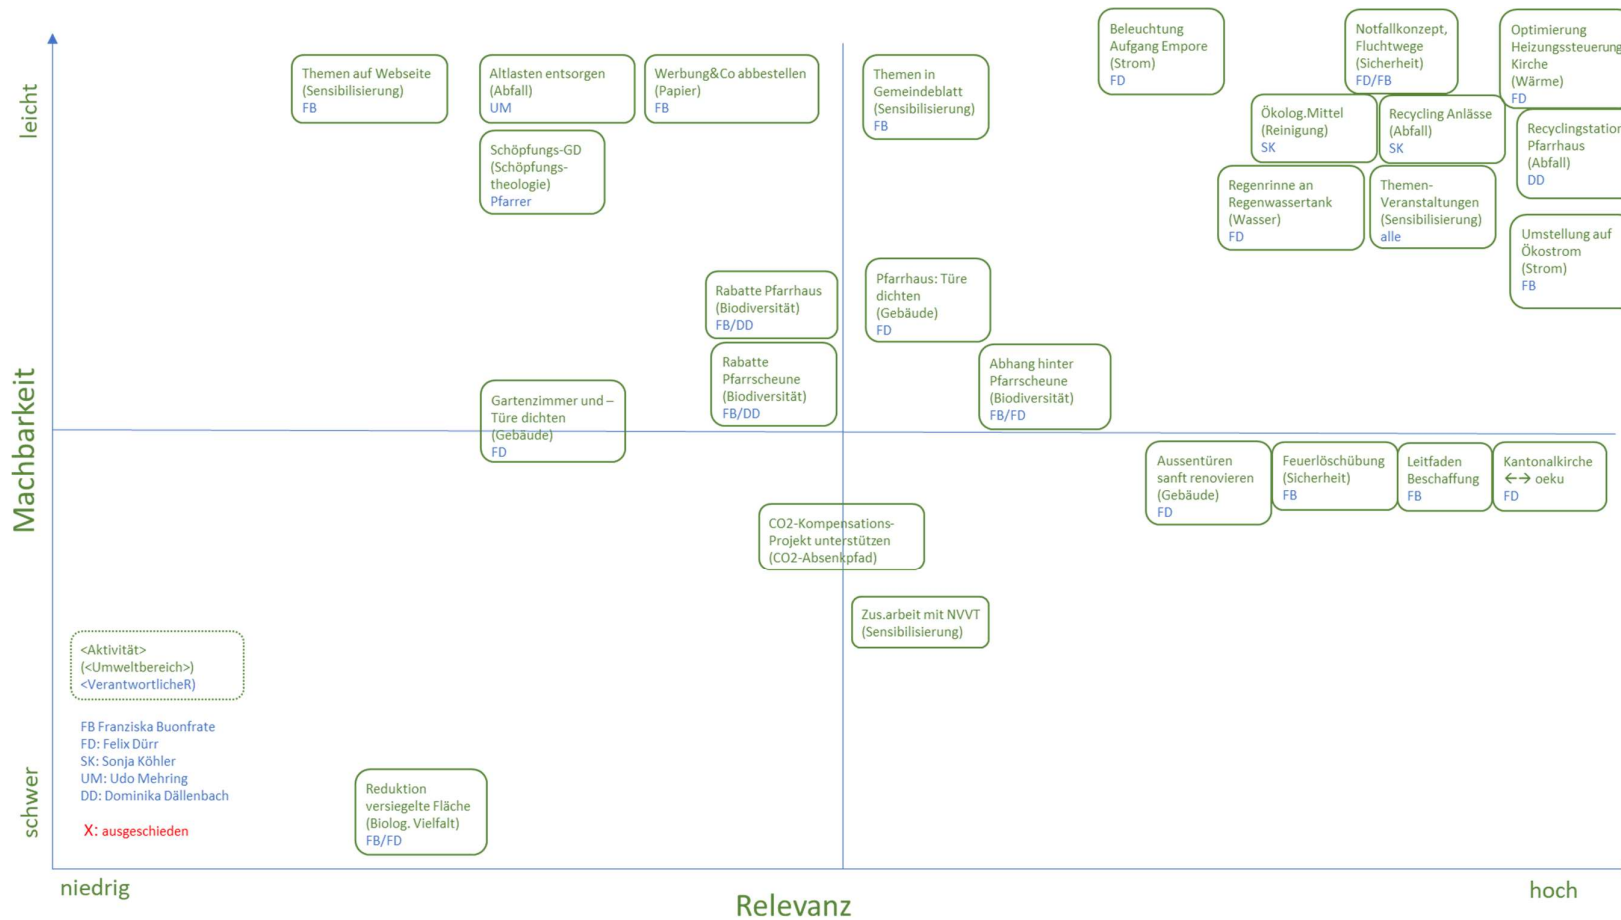 Beleuchtung
Aufgang Empore
(Strom)
FD
Notfallkonzept,
Fluchtwege
(Sicherheit)
FD/FB
Optimierung
Heizungssteuerung
Kirche
(Wärme)
FD
leicht
Themen auf Webseite
(Sensibilisierung)
FB
Altlasten entsorgen
(Abfall)
UM
Werbung&Co abbestellen
(Papier)
FB
Themen in
Gemeindeblatt
(Sensibilisierung)
FB
Ökolog.Mittel
(Reinigung)
SK
Recycling Anlässe
(Abfall)
SK
Recyclingstation
Pfarrhaus
(Abfall)
DD
Schöpfungs-GD
(Schöpfungs-
theologie)
Pfarrer
Regenrinne an
Regenwassertank
(Wasser)
FD
Themen-
Veranstaltungen
(Sensibilisierung)
alle
Umstellung auf
Ökostrom
(Strom)
FB
Rabatte Pfarrhaus
(Biodiversität)
FB/DD
Pfarrhaus: Türe
dichten
(Gebäude)
FD
Rabatte
Pfarrscheune
(Biodiversität)
FB/DD
Abhang hinter
Pfarrscheune
(Biodiversität)
FB/FD
Machbarkeit
Gartenzimmer und –
Türe dichten
(Gebäude)
FD
Aussentüren
sanft renovieren
(Gebäude)
FD
Feuerlöschübung
(Sicherheit)
FB
Leitfaden
Beschaffung
FB
Kantonalkirche
←→ oeku
FD
CO2-Kompensations-
Projekt unterstützen
(CO2-Absenkpfad)
Zus.arbeit mit NVVT
(Sensibilisierung)
<Aktivität>
(<Umweltbereich>)
<VerantwortlicheR)
FB Franziska Buonfrate
FD: Felix Dürr
SK: Sonja Köhler
UM: Udo Mehring
DD: Dominika Dällenbach
X: ausgeschieden
schwer
Reduktion
versiegelte Fläche
(Biolog. Vielfalt)
FB/FD
niedrig
Relevanz
hoch